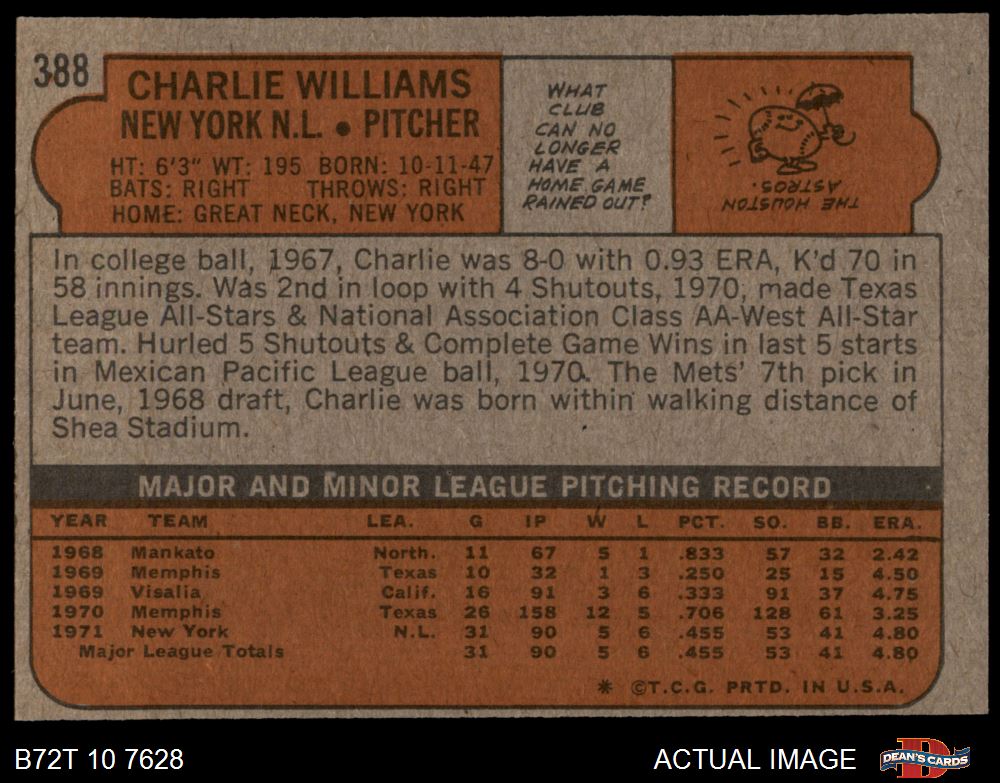 388
CHARLIE WILLIAMS
NEW YORK N.L. • PITCHER
HT: 6'3" WT: 195 BORN: 10-11-47
BATS: RIGHT THROWS: RIGHT
HOME: GREAT NECK, NEW YORK
WHAT
CLUB
CAN NO
LONGER
HAVE A
HOME GAME
RAINED OUT?
THE HOUSTON
ASTROS.
In college ball, 1967, Charlie was 8-0 with 0.93 ERA, K'd 70 in
58 innings. Was 2nd in loop with 4 Shutouts, 1970, made Texas
League All-Stars & National Association Class AA-West All-Star
team. Hurled 5 Shutouts & Complete Game Wins in last 5 starts
in Mexican Pacific League ball, 1970. The Mets' 7th pick in
June, 1968 draft, Charlie was born within walking distance of
Shea Stadium.
MAJOR AND MINOR LEAGUE PITCHING RECORD
YEAR TEAM LEA. G IP W L PCT. SO. BB. ERA.
1968 Mankato North. 11 67 5 1 .833 57 32 2.42
1969 Memphis Texas 10 32 1 3 .250 25 15 4.50
1969 Visalia Calif. 16 91 3 6 .333 91 37 4.75
1970 Memphis Texas 26 158 12 5 .706 128 61 3.25
1971 New York N.L. 31 90 5 6 .455 53 41 4.80
Major League Totals 31 90 5 6 .455 53 41 4.80
* ©T.C.G. PRTD. IN U.S.A.
B72T 10 7628
ACTUAL IMAGE
DEAN'S CARDS